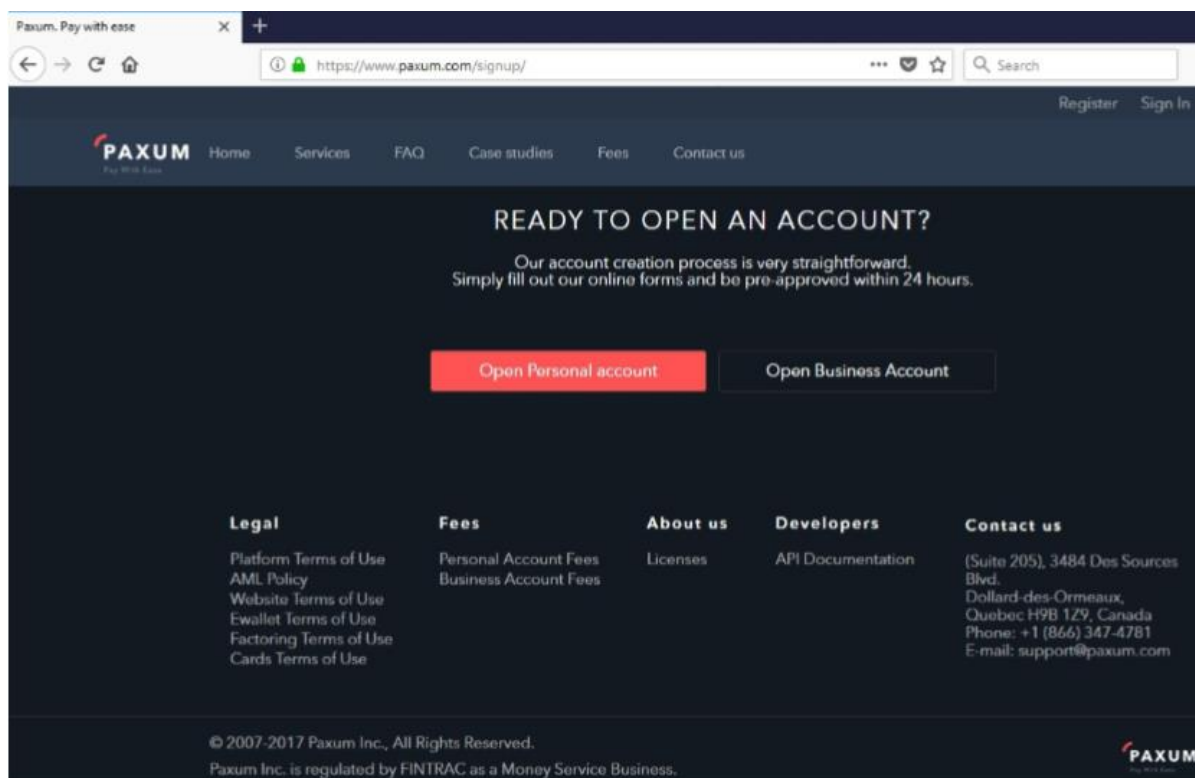 Paxum. Pay with ease
https://www.paxum.com/signup/
Search
Register Sign In
PAXUM
Pay With Ease
Home Services FAQ Case studies Fees Contact us
READY TO OPEN AN ACCOUNT?
Our account creation process is very straightforward.
Simply fill out our online forms and be pre-approved within 24 hours.
Open Personal account
Open Business Account
Legal
Platform Terms of Use
AML Policy
Website Terms of Use
Ewallet Terms of Use
Factoring Terms of Use
Cards Terms of Use
Fees
Personal Account Fees
Business Account Fees
About us
Licenses
Developers
API Documentation
Contact us
(Suite 205), 3484 Des Sources
Blvd.
Dollard-des-Ormeaux,
Quebec H9B 1Z9, Canada
Phone: +1 (866) 347-4781
E-mail: support@paxum.com
© 2007-2017 Paxum Inc., All Rights Reserved.
Paxum Inc. is regulated by FINTRAC as a Money Service Business.
PAXUM